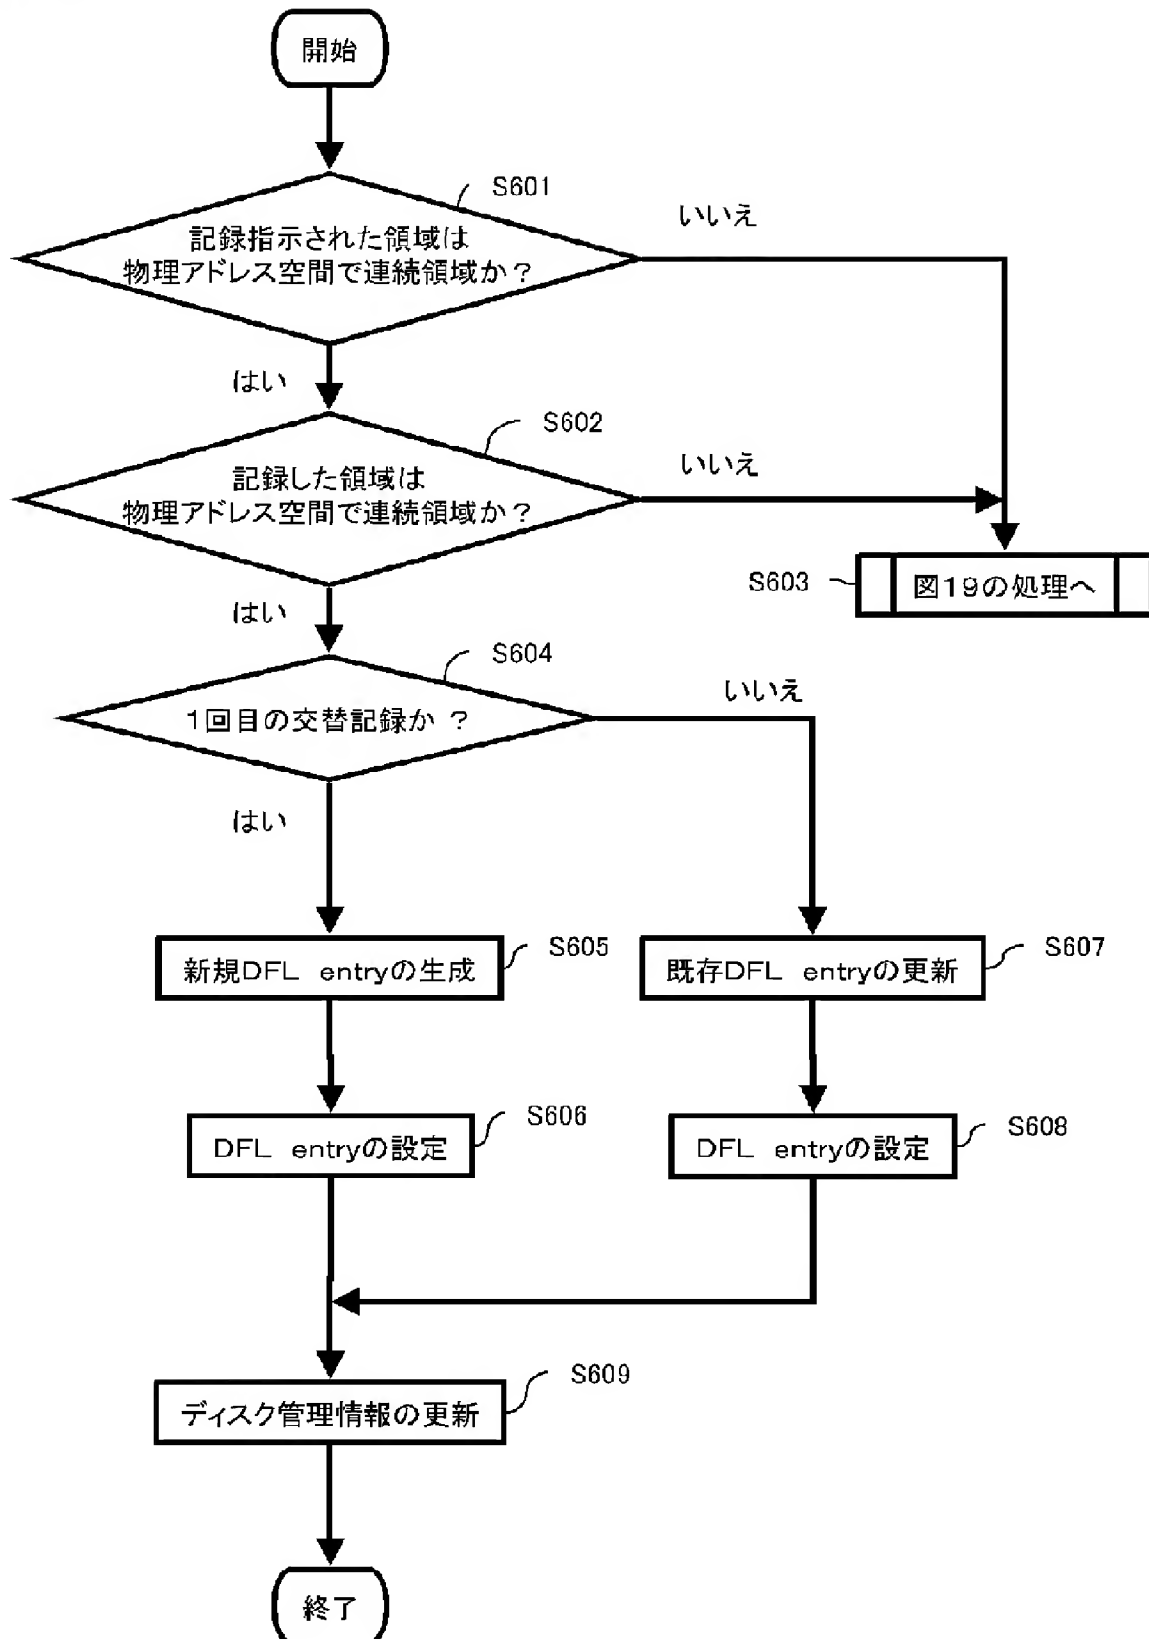 開始
S601
いいえ
記録指示された領域は
物理アドレス空間で連続領域か？
はい
S602
いいえ
記録した領域は
物理アドレス空間で連続領域か？
S603
図19の処理へ
はい
S604
いいえ
1回目の交替記録か？
はい
新規DFL entryの生成
S605
既存DFL entryの更新
S607
DFL entryの設定
S606
DFL entryの設定
S608
S609
ディスク管理情報の更新
終了